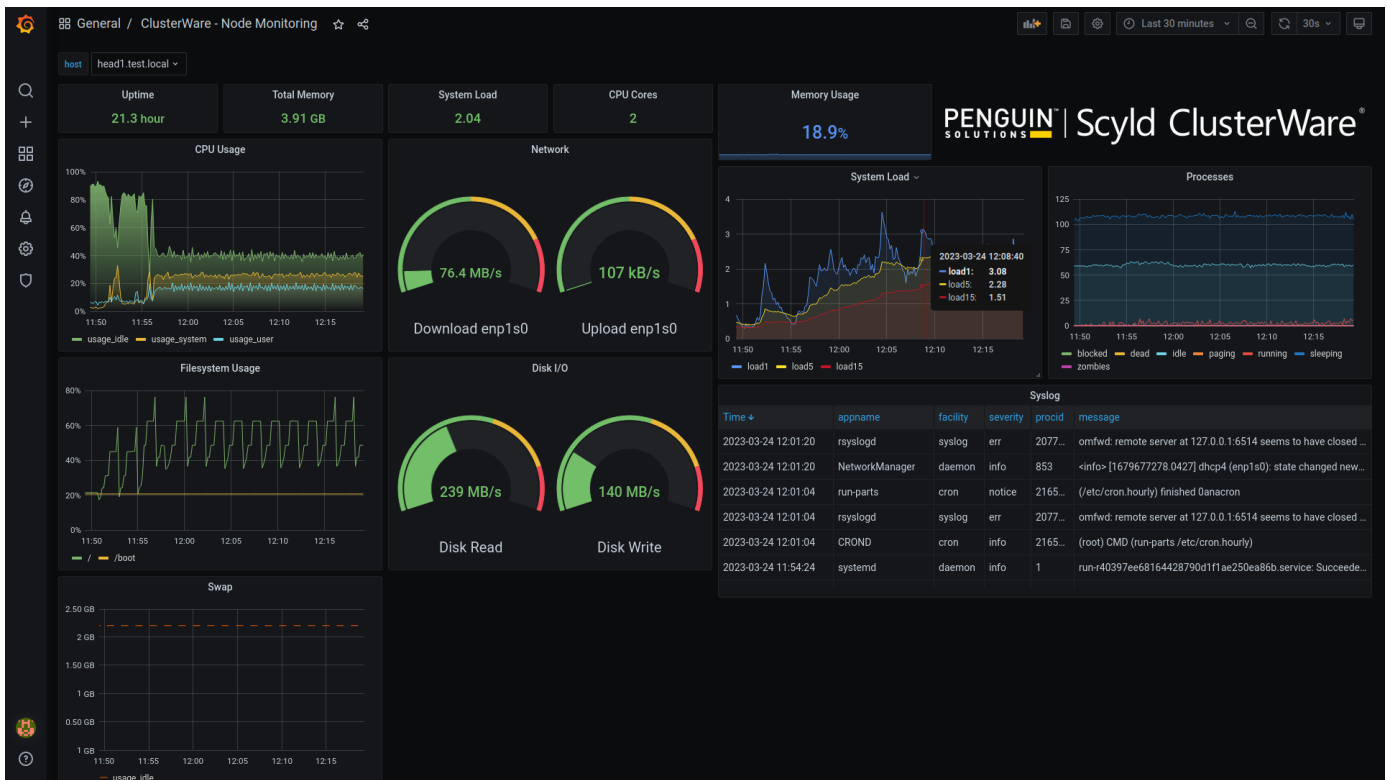 General / ClusterWare - Node Monitoring
Last 30 minutes
30s
host head1.test.local
Uptime
21.3 hour
Total Memory
3.91 GB
System Load
2.04
CPU Cores
2
Memory Usage
18.9%
PENGUIN™ SOLUTIONS | Scyld ClusterWare®
CPU Usage
100%
80%
60%
40%
20%
0%
11:50 11:55 12:00 12:05 12:10 12:15
usage_idle usage_system usage_user
Network
76.4 MB/s
Download enp1s0
107 kB/s
Upload enp1s0
System Load
4
3
2
1
0
11:50 11:55 12:00 12:05 12:10 12:15
2023-03-24 12:08:40
load1: 3.08
load5: 2.28
load15: 1.51
load1 load5 load15
Processes
125
100
75
50
25
0
11:50 11:55 12:00 12:05 12:10 12:15
blocked dead idle paging running sleeping
zombies
Filesystem Usage
80%
60%
40%
20%
0%
11:50 11:55 12:00 12:05 12:10 12:15
/ /boot
Disk I/O
239 MB/s
Disk Read
140 MB/s
Disk Write
Syslog
Time appname facility severity procid message
2023-03-24 12:01:20 rsyslogd syslog err 2077... omfwd: remote server at 127.0.0.1:6514 seems to have closed ...
2023-03-24 12:01:20 NetworkManager daemon info 853 <info> [1679677278.0427] dhcp4 (enp1s0): state changed new...
2023-03-24 12:01:04 run-parts cron notice 2165... (/etc/cron.hourly) finished 0anacron
2023-03-24 12:01:04 rsyslogd syslog err 2077... omfwd: remote server at 127.0.0.1:6514 seems to have closed ...
2023-03-24 12:01:04 CROND cron info 2165... (root) CMD (run-parts /etc/cron.hourly)
2023-03-24 11:54:24 systemd daemon info 1 run-r40397ee68164428790d1f1ae250ea86b.service: Succeede...
Swap
2.50 GB
2 GB
1.50 GB
1 GB
0.50 GB
1 GB
11:50 11:55 12:00 12:05 12:10 12:15
usage_idle